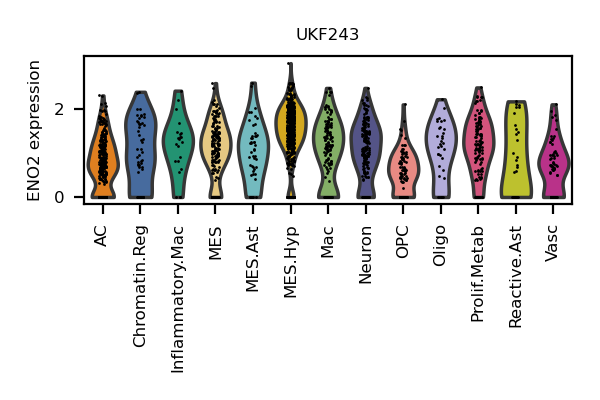 UKF243
ENO2 expression
2
0
AC
Chromatin.Reg
Inflammatory.Mac
MES
MES.Ast
MES.Hyp
Mac
Neuron
OPC
Oligo
Prolif.Metab
Reactive.Ast
Vasc